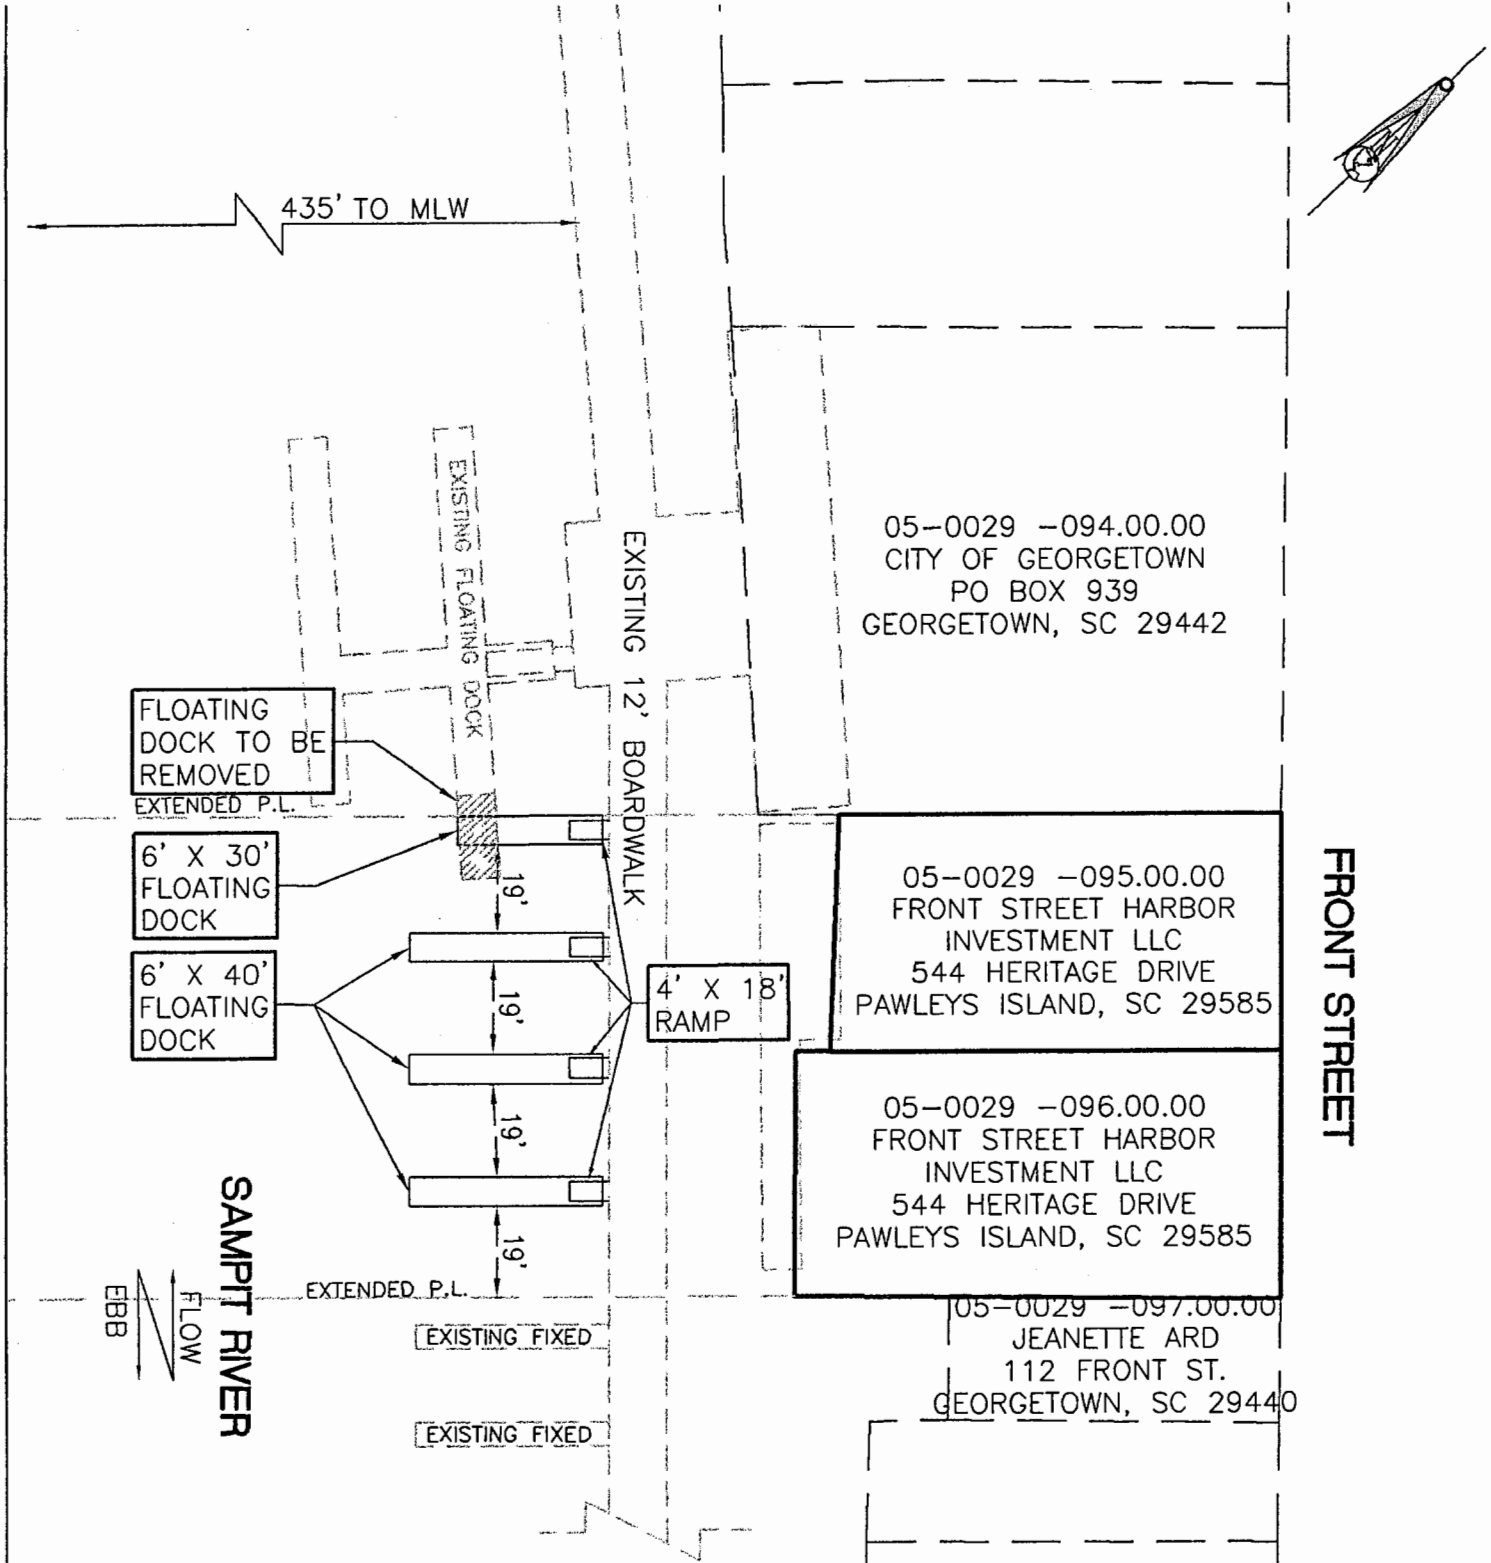 435' TO MLW
EXISTING FLOATING DOCK
EXISTING 12' BOARDWALK
05-0029 -094.00.00
CITY OF GEORGETOWN
PO BOX 939
GEORGETOWN, SC 29442
FLOATING
DOCK TO BE
REMOVED
EXTENDED P.L.
6' X 30'
FLOATING
DOCK
6' X 40'
FLOATING
DOCK
19'
19'
19'
19'
4' X 18'
RAMP
05-0029 -095.00.00
FRONT STREET HARBOR
INVESTMENT LLC
544 HERITAGE DRIVE
PAWLEYS ISLAND, SC 29585
FRONT STREET
05-0029 -096.00.00
FRONT STREET HARBOR
INVESTMENT LLC
544 HERITAGE DRIVE
PAWLEYS ISLAND, SC 29585
SAMPIT RIVER
FLOW
EBB
EXTENDED P.L.
EXISTING FIXED
EXISTING FIXED
05-0029 -097.00.00
JEANETTE ARD
112 FRONT ST.
GEORGETOWN, SC 29440